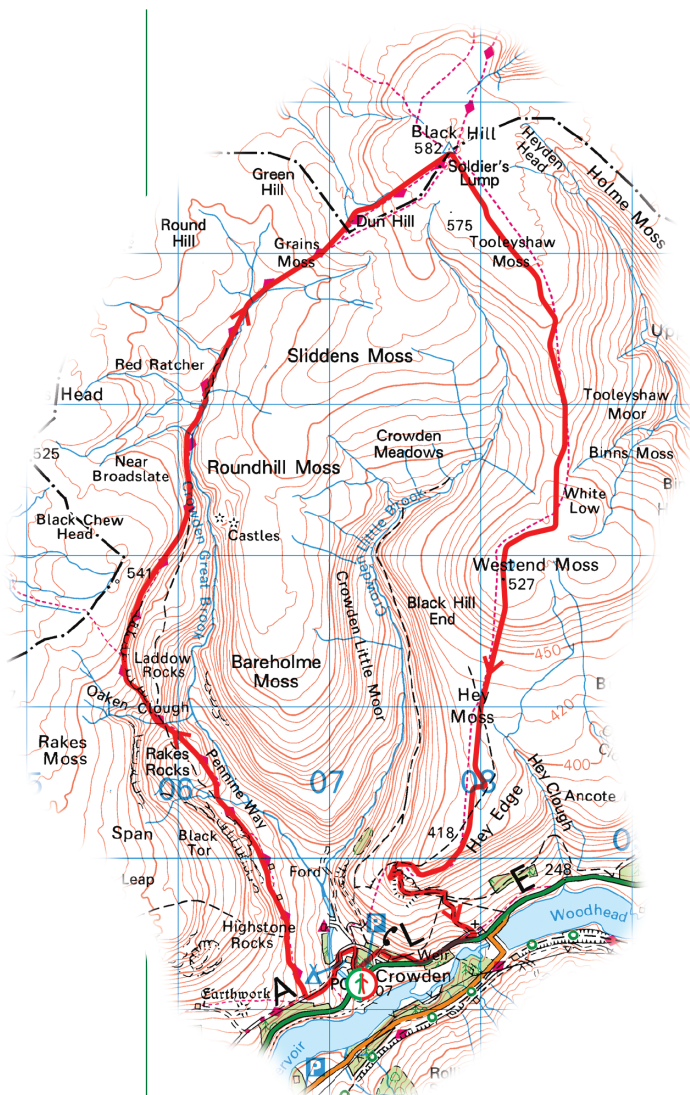 Black Hill
582
Soldier's
Lump
Heyden
Head
Holme Moss
Green
Hill
Round
Hill
Dun Hill
575
Grains
Moss
Tooleyshaw
Moss
Sliddens Moss
Red Ratcher
Head
Tooleyshaw
Moor
525
Near
Broadslate
Roundhill Moss
Crowden
Meadows
Binns Moss
White
Low
Black Chew
Head
Castles
Crowden Great Brook
Crowden Little Brook
541
Westend Moss
527
Black Hill
End
Crowden Little Moor
Laddow
Rocks
Bareholme
Moss
450
Oaken Clough
Hey
Moss
420
Rakes
Moss
Rakes
Rocks
Pennine Way
400
06
07
08
Hey Clough
Ancote
Span
Black
Tor
418
Hey Edge
Leap
Ford
E
248
Highstone
Rocks
P
L
Woodhead
Weir
Earthwork
A
Crowden
07
P